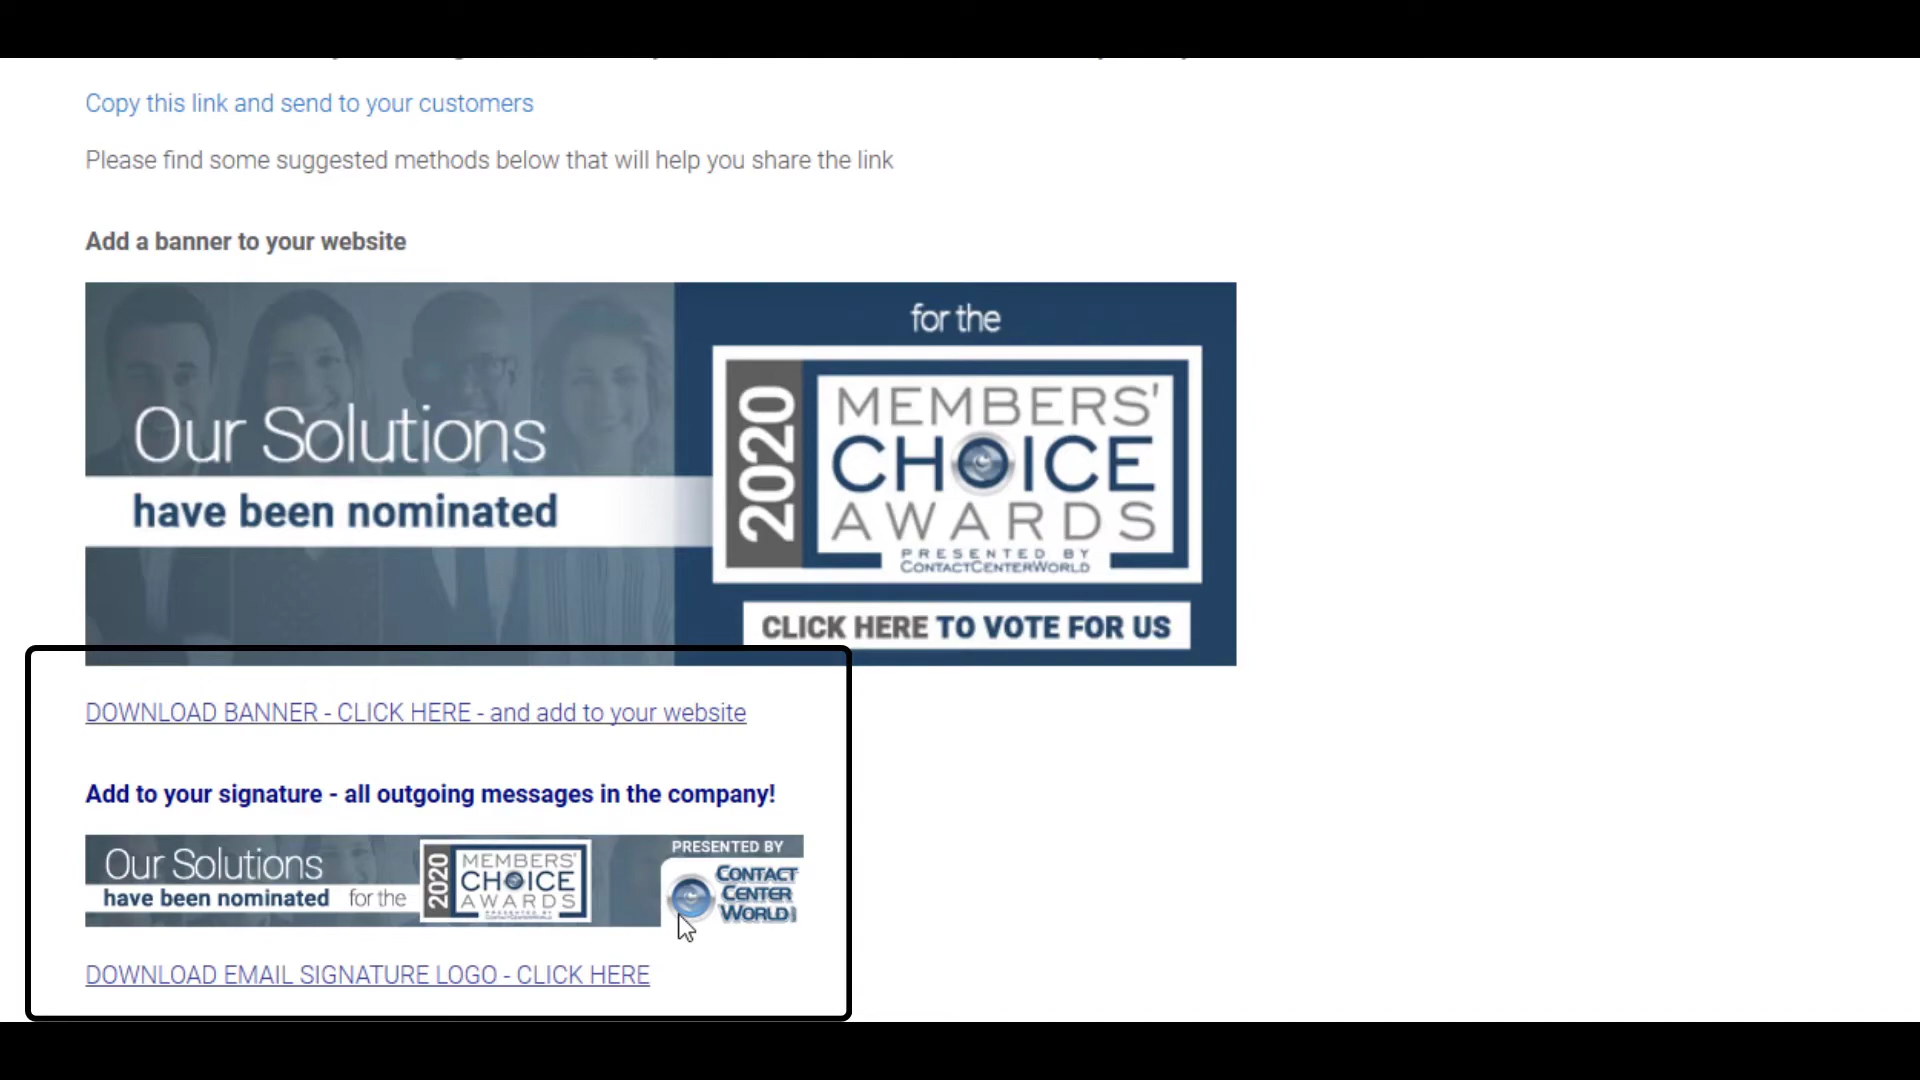 Copy this link and send to your customers
Please find some suggested methods below that will help you share the link
Add a banner to your website
Our Solutions
have been nominated
for the
2020
MEMBERS'
CHOICE
AWARDS
PRESENTED BY
CONTACTCENTERWORLD
CLICK HERE TO VOTE FOR US
DOWNLOAD BANNER - CLICK HERE - and add to your website
Add to your signature - all outgoing messages in the company!
Our Solutions
have been nominated for the
2020
MEMBERS'
CHOICE
AWARDS
PRESENTED BY
CONTACT
CENTER
WORLD
DOWNLOAD EMAIL SIGNATURE LOGO - CLICK HERE